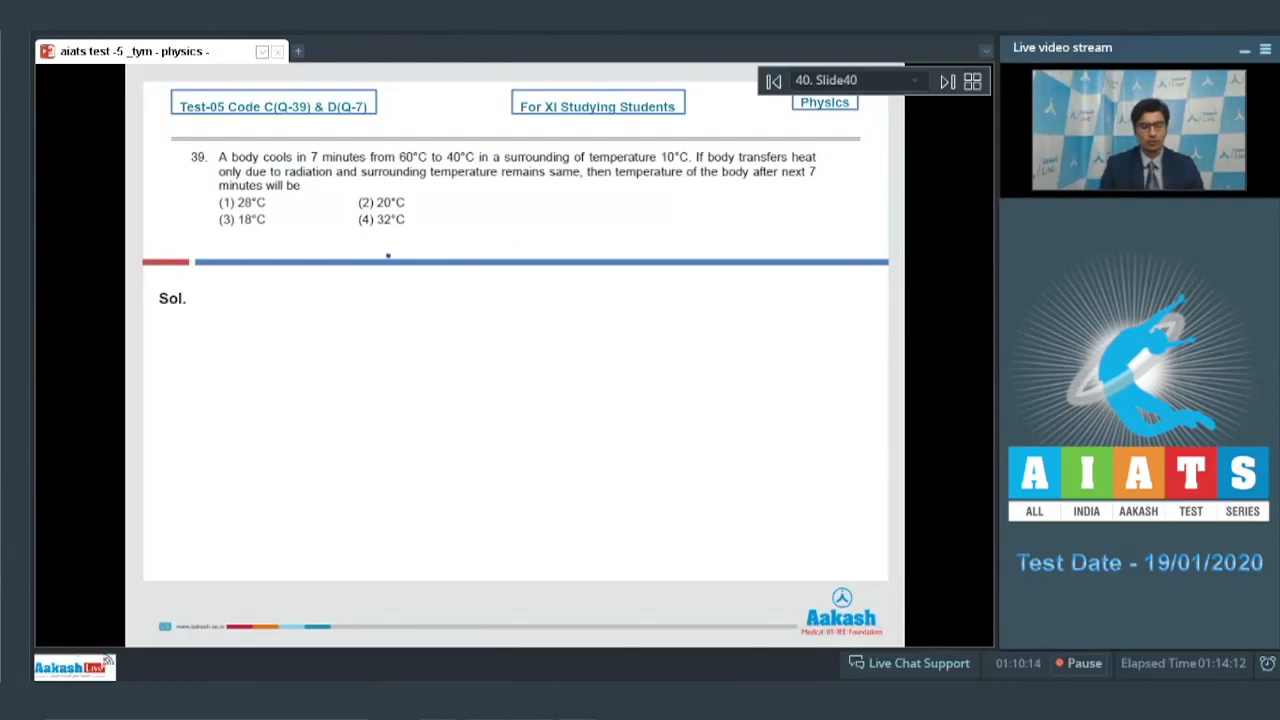 aiats test -5 _tym - physics -
Live video stream
40. Slide40
Test-05 Code C(Q-39) & D(Q-7)
For XI Studying Students
Physics
39. A body cools in 7 minutes from 60°C to 40°C in a surrounding of temperature 10°C. If body transfers heat
only due to radiation and surrounding temperature remains same, then temperature of the body after next 7
minutes will be
(1) 28°C (2) 20°C
(3) 18°C (4) 32°C
Sol.
A I A T S
ALL INDIA AAKASH TEST SERIES
Test Date - 19/01/2020
Aakash
Medical|IIT-JEE|Foundations
Aakash Live
Live Chat Support
01:10:14
Pause
Elapsed Time 01:14:12